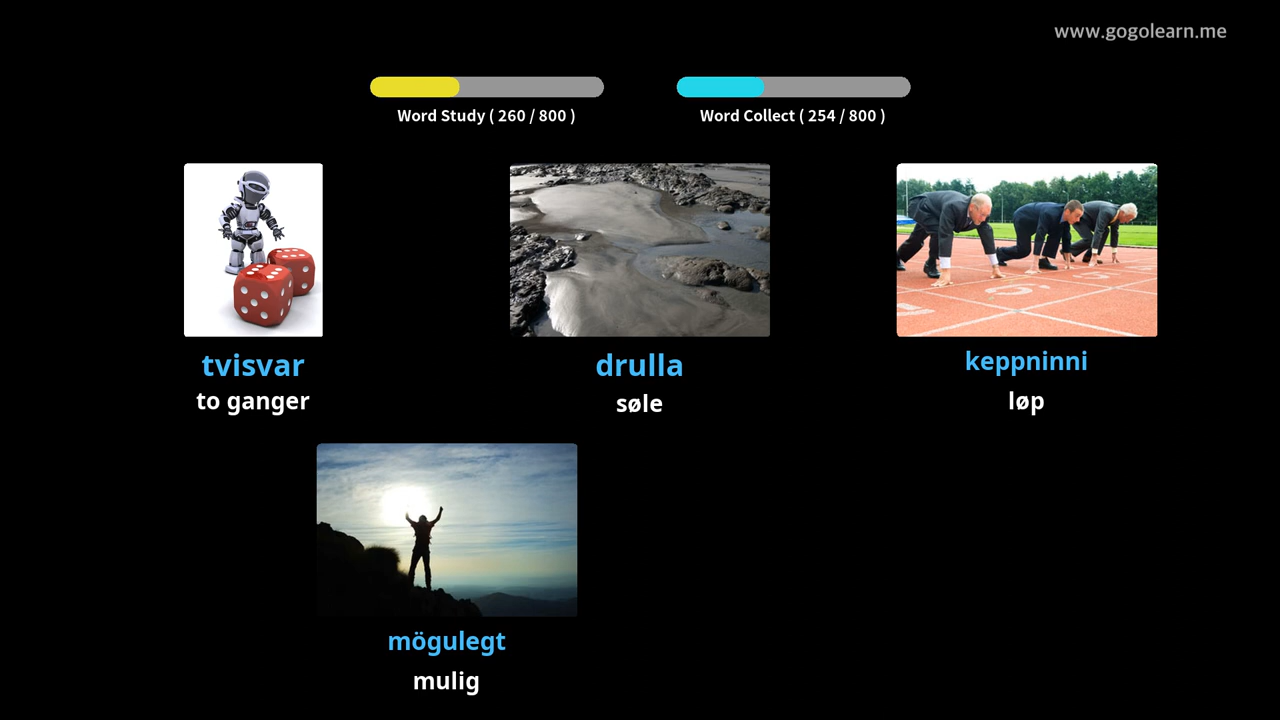 www.gogolearn.me
Word Study ( 260 / 800 )
Word Collect ( 254 / 800 )
tvisvar
to ganger
drulla
søle
keppninni
løp
mögulegt
mulig